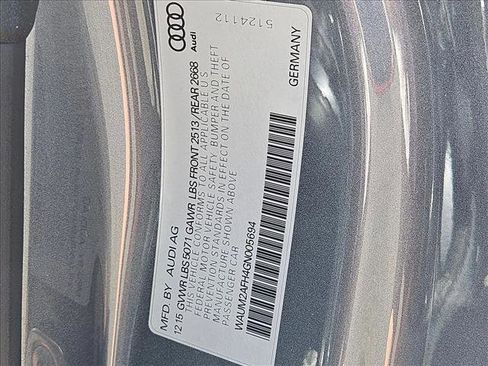 MFD. BY AUDI AG
12 15 GVWR LBS 5071 GAWR LBS FRONT 2513 /REAR 2668
THIS VEHICLE CONFORMS TO ALL APPLICABLE U'S
FEDERAL MOTOR VEHICLE SAFETY, BUMPER AND THEFT
PREVENTION STANDARDS IN EFFECT ON THE DATE OF
MANUFACTURE SHOWN ABOVE
PASSENGER CAR
WAUM2AFH4GN005694
GERMANY
Audi
5124112